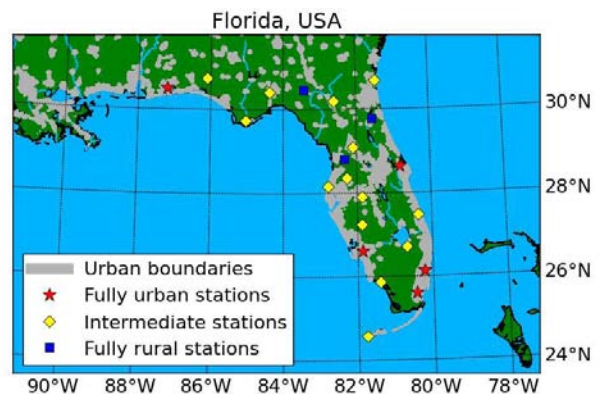 Florida, USA
30°N
28°N
Urban boundaries
Fully urban stations
26°N
Intermediate stations
Fully rural stations
24°N
90°W 88°W 86°W 84°W 82°W 80°W 78°W